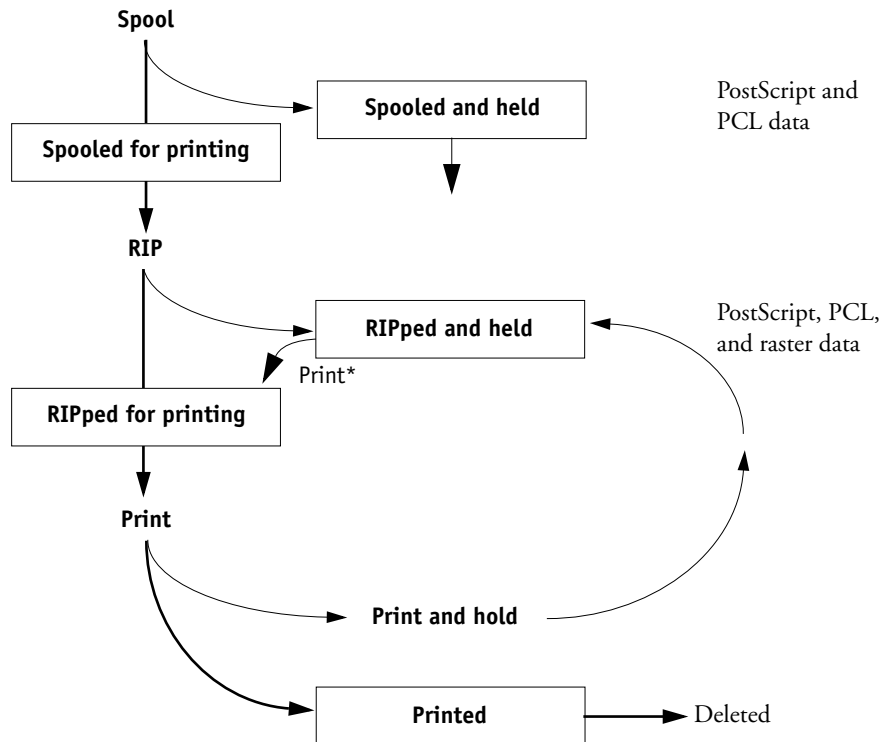 Spool
Spooled and held
PostScript and
PCL data
Spooled for printing
RIP
RIPped and held
PostScript, PCL,
and raster data
Print*
RIPped for printing
Print
Print and hold
Printed
Deleted